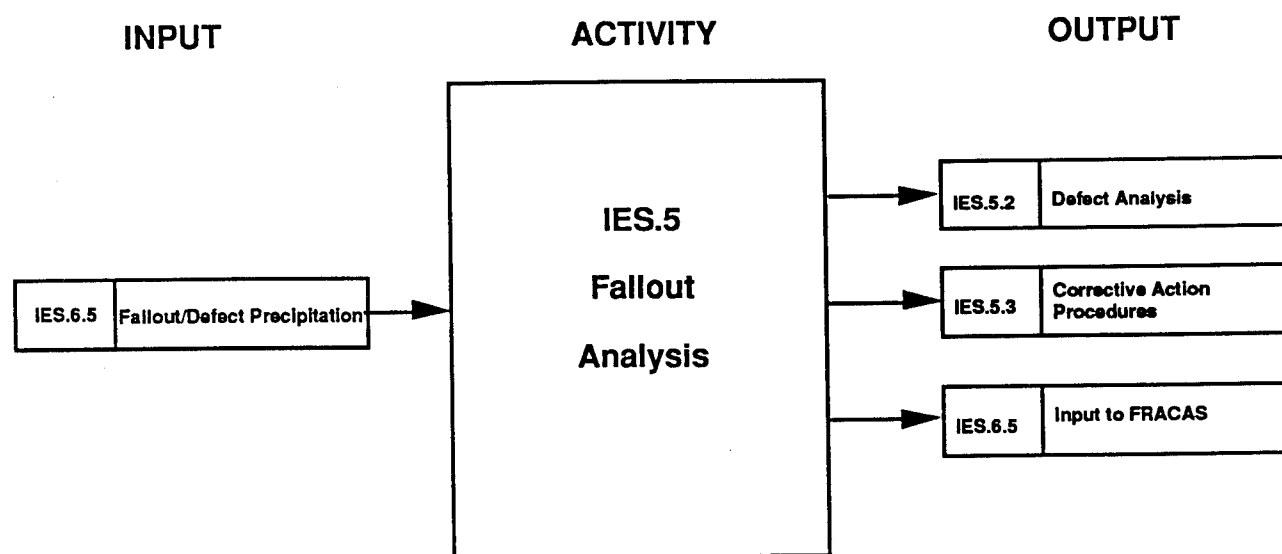 INPUT
ACTIVITY
OUTPUT
IES.6.5
Fallout/Defect Precipitation
IES.5
Fallout
Analysis
IES.5.2
Defect Analysis
IES.5.3
Corrective Action
Procedures
IES.6.5
Input to FRACAS